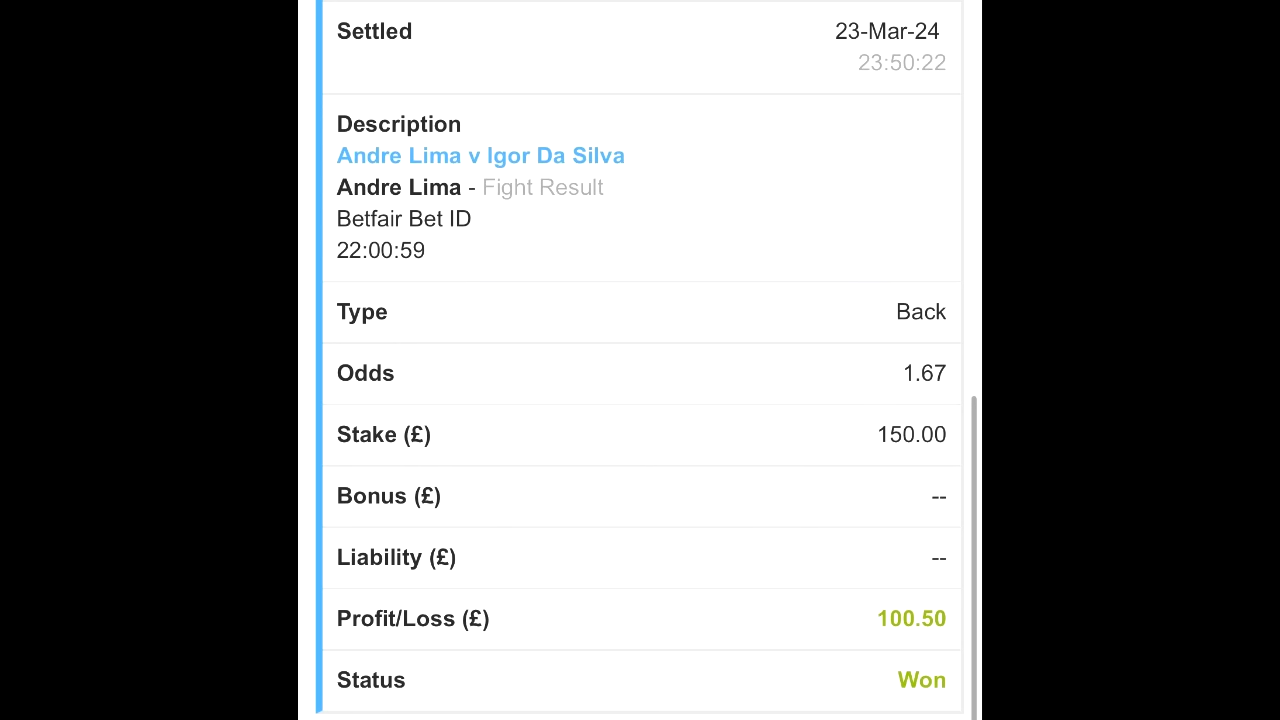 Settled 23-Mar-24
23:50:22
Description
Andre Lima v Igor Da Silva
Andre Lima - Fight Result
Betfair Bet ID
22:00:59
Type Back
Odds 1.67
Stake (£) 150.00
Bonus (£) --
Liability (£) --
Profit/Loss (£) 100.50
Status Won